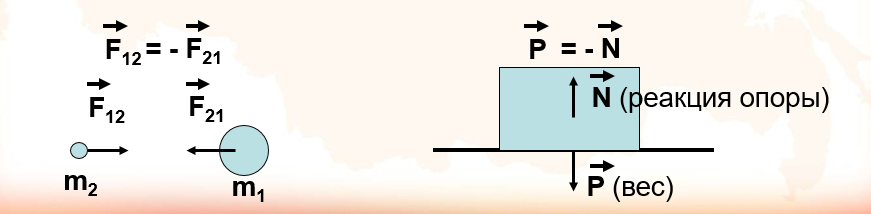 F₁₂ = - F₂₁
F₁₂ F₂₁
m₂ m₁
P = - N
N (реакция опоры)
P (вес)